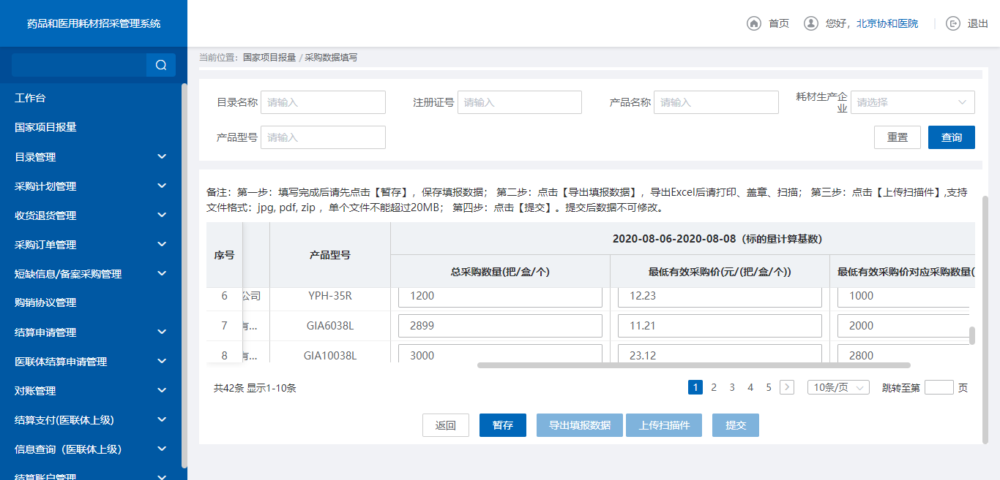 药品和医用耗材招采管理系统
首页
您好，北京协和医院
退出
当前位置：国家项目报量 / 采购数据填写
工作台
国家项目报量
目录管理
采购计划管理
收货退货管理
采购订单管理
短缺信息/备案采购管理
购销协议管理
结算申请管理
医联体结算申请管理
对账管理
结算支付(医联体上级)
信息查询（医联体上级）
结算账户管理
目录名称 请输入 注册证号 请输入 产品名称 请输入 耗材生产企业 请选择
产品型号 请输入 重置 查询
备注：第一步：填写完成后请先点击【暂存】，保存填报数据； 第二步：点击【导出填报数据】，导出Excel后请打印、盖章、扫描； 第三步：点击【上传扫描件】,支持
文件格式：jpg, pdf, zip ，单个文件不能超过20MB； 第四步：点击【提交】。提交后数据不可修改。
序号 产品型号 2020-08-06-2020-08-08（标的量计算基数）
总采购数量(把/盒/个) 最低有效采购价(元/(把/盒/个)) 最低有效采购价对应采购数量(
6 公司 YPH-35R 1200 12.23 1000
7 有... GIA6038L 2899 11.21 2000
8 有... GIA10038L 3000 23.12 2800
共42条 显示1-10条 1 2 3 4 5 10条/页 跳转至第 页
返回 暂存 导出填报数据 上传扫描件 提交